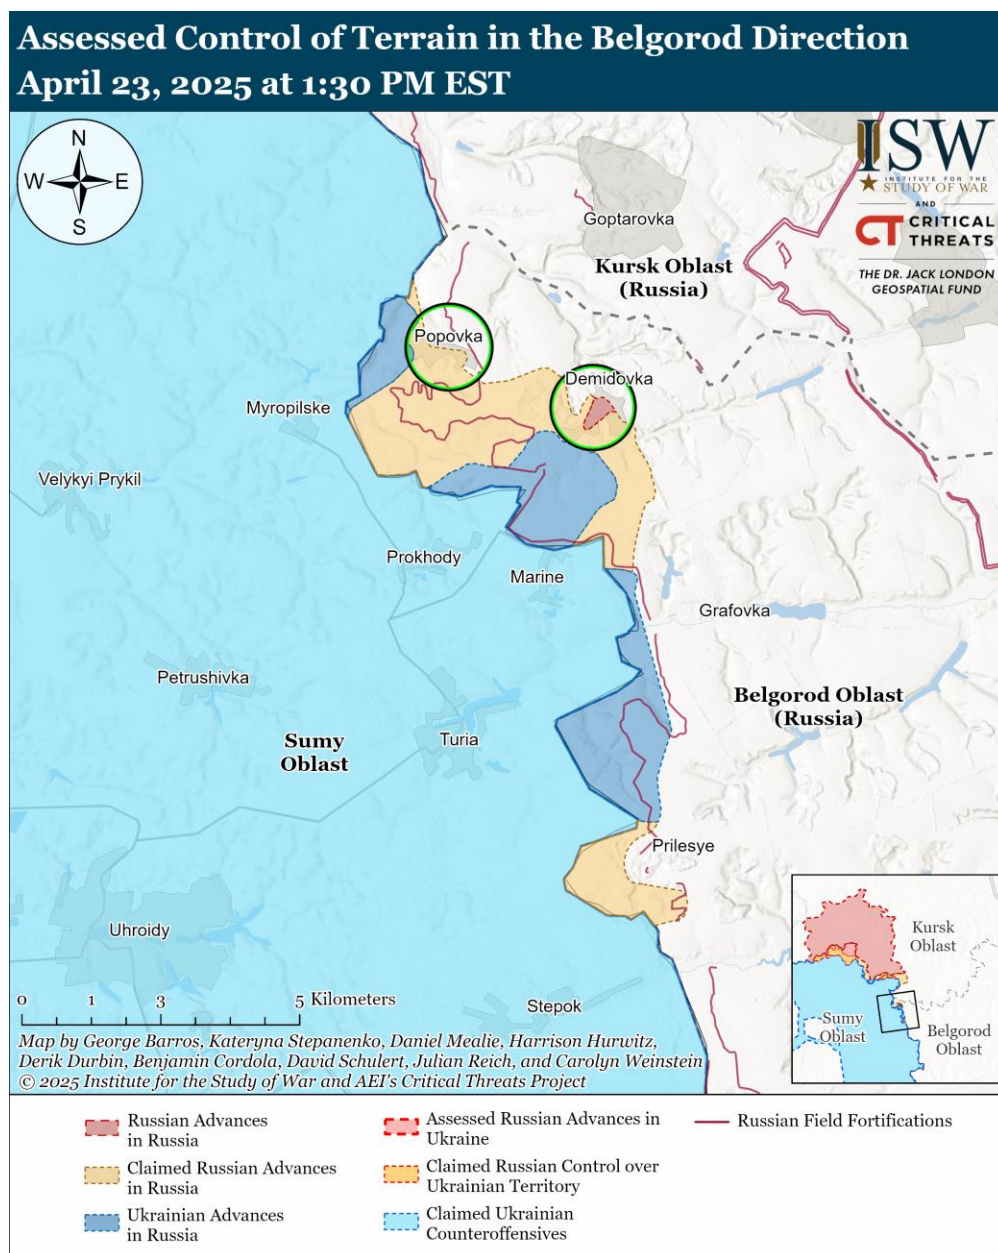 Assessed Control of Terrain in the Belgorod Direction
April 23, 2025 at 1:30 PM EST
N
W
E
S
ISW
INSTITUTE FOR THE
STUDY OF WAR
AND
CT CRITICAL
THREATS
THE DR. JACK LONDON
GEOSPATIAL FUND
Goptarovka
Kursk Oblast
(Russia)
Popovka
Demidovka
Myropilske
Velykyi Prykil
Prokhody
Marine
Grafovka
Petrushivka
Belgorod Oblast
(Russia)
Sumy
Oblast
Turia
Prilesye
Uhroidy
Stepok
Kursk
Oblast
Sumy
Oblast
Belgorod
Oblast
0 1 3 5 Kilometers
Map by George Barros, Kateryna Stepanenko, Daniel Mealie, Harrison Hurwitz,
Derik Durbin, Benjamin Cordola, David Schulert, Julian Reich, and Carolyn Weinstein
© 2025 Institute for the Study of War and AEI's Critical Threats Project
Russian Advances
in Russia
Claimed Russian Advances
in Russia
Ukrainian Advances
in Russia
Assessed Russian Advances in
Ukraine
Claimed Russian Control over
Ukrainian Territory
Claimed Ukrainian
Counteroffensives
Russian Field Fortifications